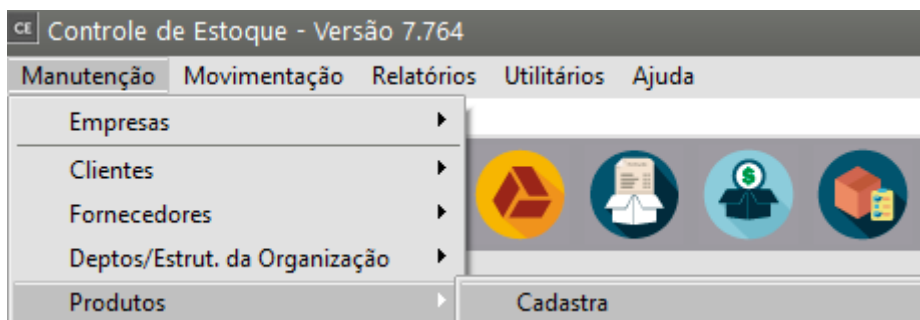 CE Controle de Estoque - Versão 7.764
Manutenção Movimentação Relatórios Utilitários Ajuda
Empresas
Clientes
Fornecedores
Deptos/Estrut. da Organização
Produtos Cadastra